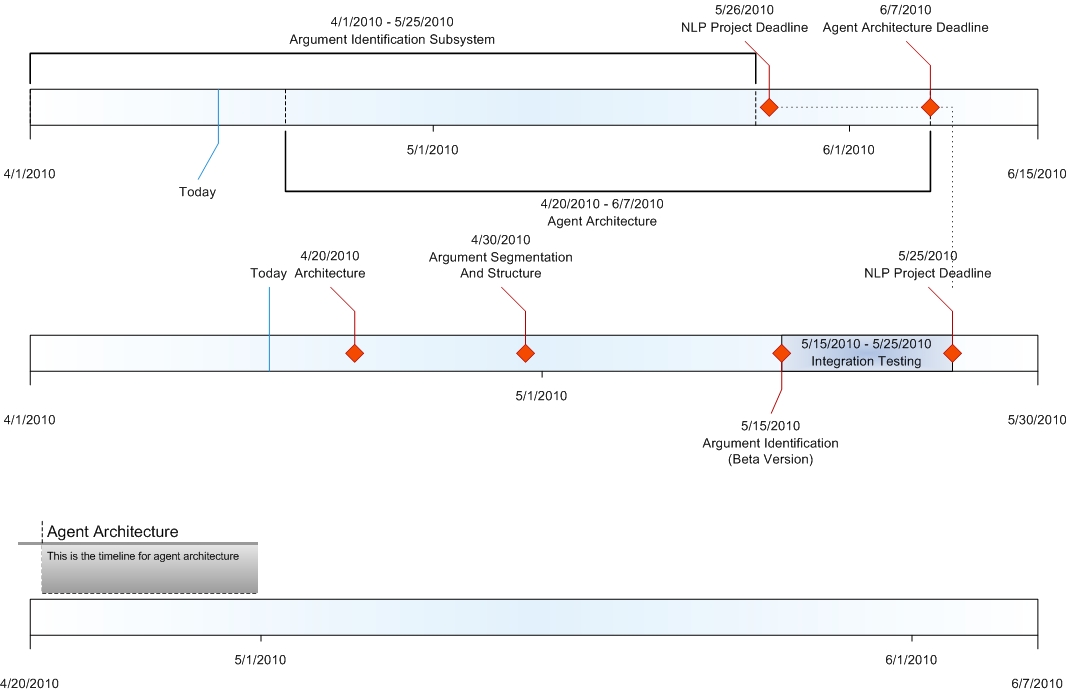 4/1/2010 - 5/25/2010
Argument Identification Subsystem
5/26/2010
NLP Project Deadline
6/7/2010
Agent Architecture Deadline
5/1/2010
6/1/2010
4/1/2010
6/15/2010
Today
4/20/2010 - 6/7/2010
Agent Architecture
Today
4/20/2010
Architecture
4/30/2010
Argument Segmentation
And Structure
5/25/2010
NLP Project Deadline
5/15/2010 - 5/25/2010
Integration Testing
5/1/2010
4/1/2010
5/30/2010
5/15/2010
Argument Identification
(Beta Version)
Agent Architecture
This is the timeline for agent architecture
5/1/2010
6/1/2010
4/20/2010
6/7/2010